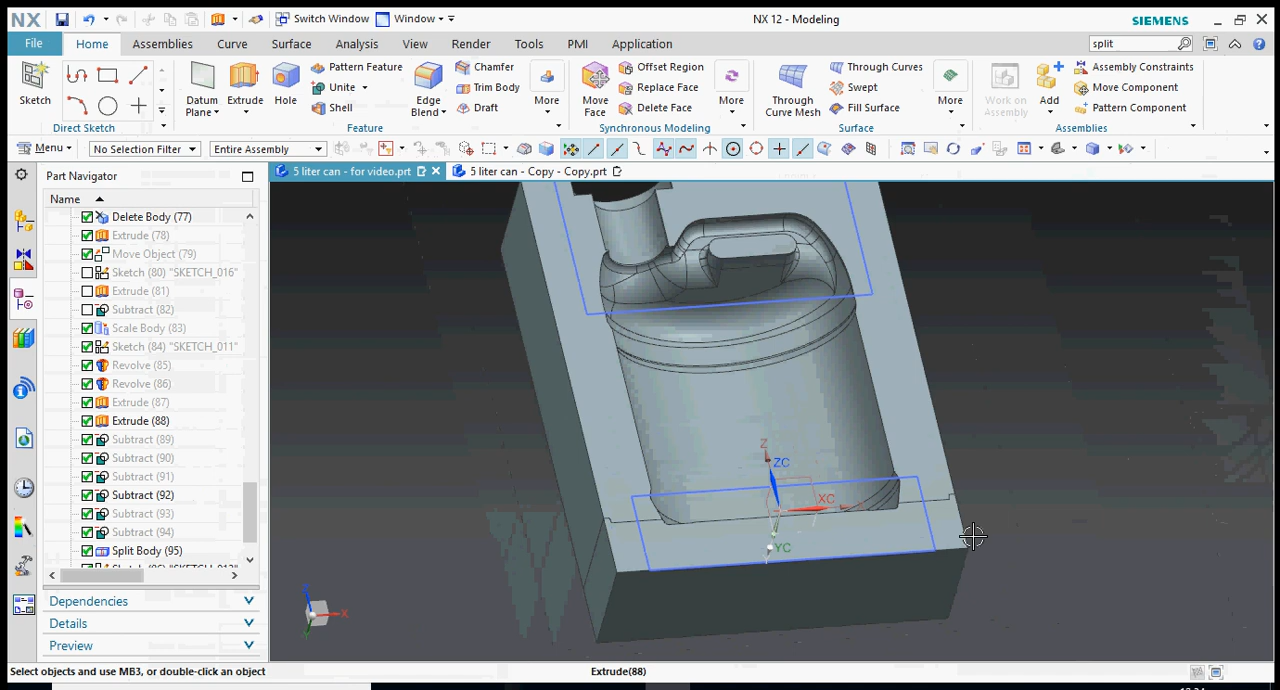 NX Switch Window Window NX 12 - Modeling SIEMENS
File Home Assemblies Curve Surface Analysis View Render Tools PMI Application split
Sketch Direct Sketch
Datum Plane Extrude Hole Pattern Feature Unite Shell Edge Blend Chamfer Trim Body Draft More Feature
Move Face Offset Region Replace Face Delete Face More Synchronous Modeling
Through Curve Mesh Through Curves Swept Fill Surface More Surface
Work on Assembly Add Assembly Constraints Move Component Pattern Component Assemblies
Menu No Selection Filter Entire Assembly
Part Navigator 5 liter can - for video.prt 5 liter can - Copy - Copy.prt
Name
Delete Body (77)
Extrude (78)
Move Object (79)
Sketch (80) "SKETCH_016"
Extrude (81)
Subtract (82)
Scale Body (83)
Sketch (84) "SKETCH_011"
Revolve (85)
Revolve (86)
Extrude (87)
Extrude (88)
Subtract (89)
Subtract (90)
Subtract (91)
Subtract (92)
Subtract (93)
Subtract (94)
Split Body (95)
Dependencies
Details
Preview
Z
ZC
XC
YC
X
Select objects and use MB3, or double-click an object Extrude(88)